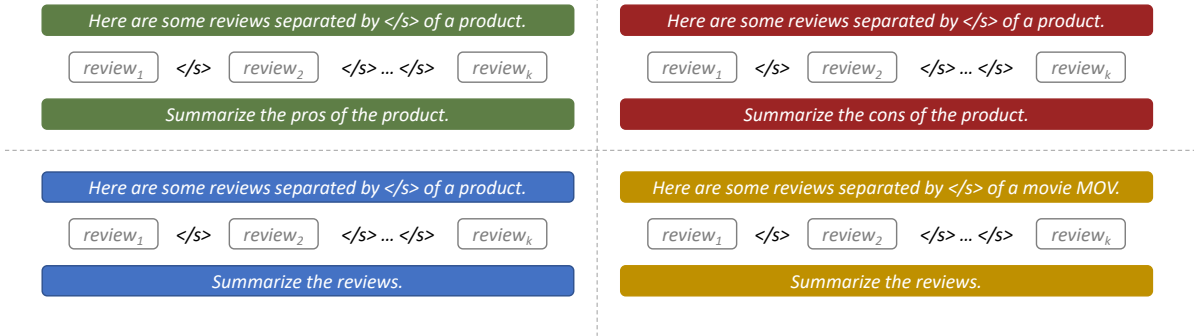 Here are some reviews separated by </s> of a product.
review1 </s> review2 </s> ... </s> reviewk
Summarize the pros of the product.
Here are some reviews separated by </s> of a product.
review1 </s> review2 </s> ... </s> reviewk
Summarize the cons of the product.
Here are some reviews separated by </s> of a product.
review1 </s> review2 </s> ... </s> reviewk
Summarize the reviews.
Here are some reviews separated by </s> of a movie MOV.
review1 </s> review2 </s> ... </s> reviewk
Summarize the reviews.